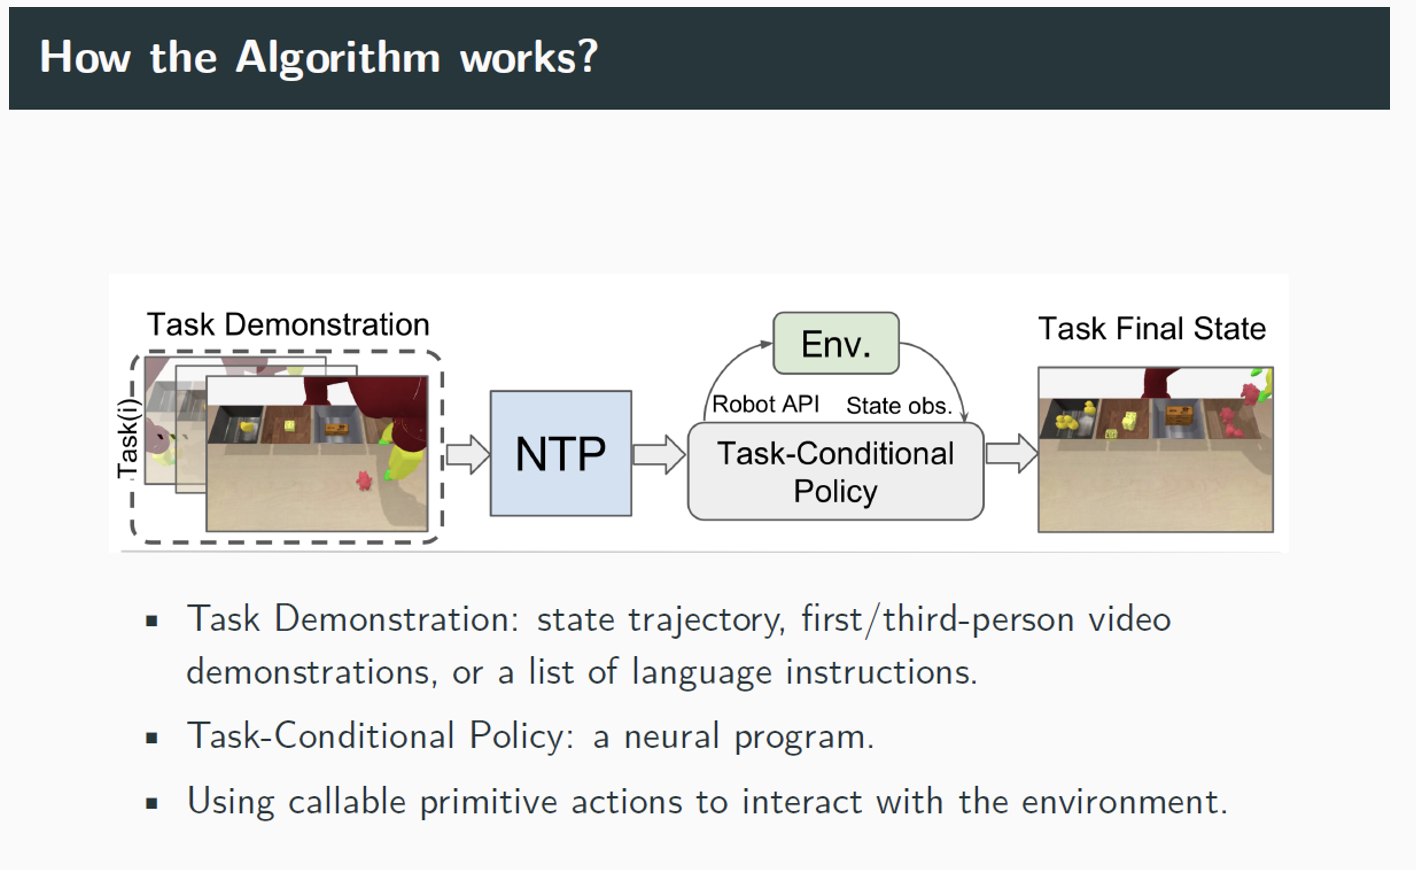 How the Algorithm works?
Task Demonstration
Task(i)
NTP
Env.
Robot API
State obs.
Task-Conditional
Policy
Task Final State
▪ Task Demonstration: state trajectory, first/third-person video
demonstrations, or a list of language instructions.
▪ Task-Conditional Policy: a neural program.
▪ Using callable primitive actions to interact with the environment.